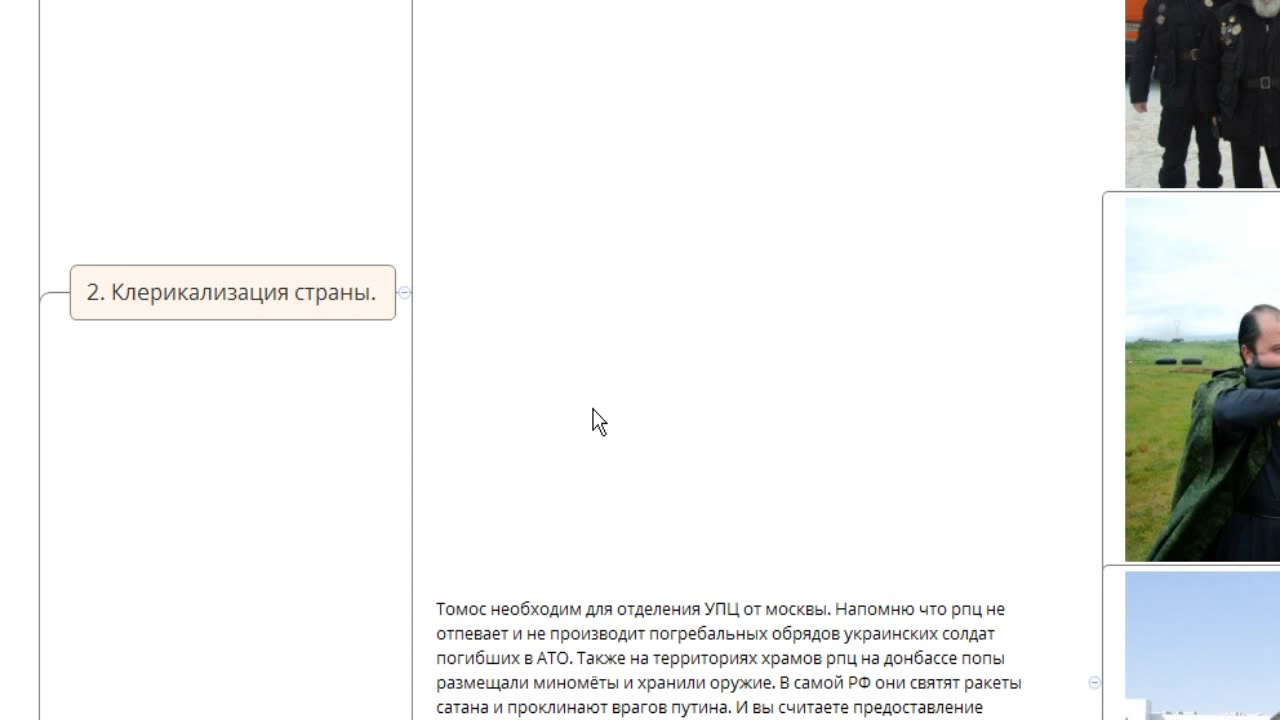 2. Клерикализация страны.
Томос необходим для отделения УПЦ от москвы. Напомню что рпц не
отпевает и не производит погребальных обрядов украинских солдат
погибших в АТО. Также на территориях храмов рпц на донбассе попы
размещали миномёты и хранили оружие. В самой РФ они святят ракеты
сатана и проклинают врагов путина. И вы считаете предоставление